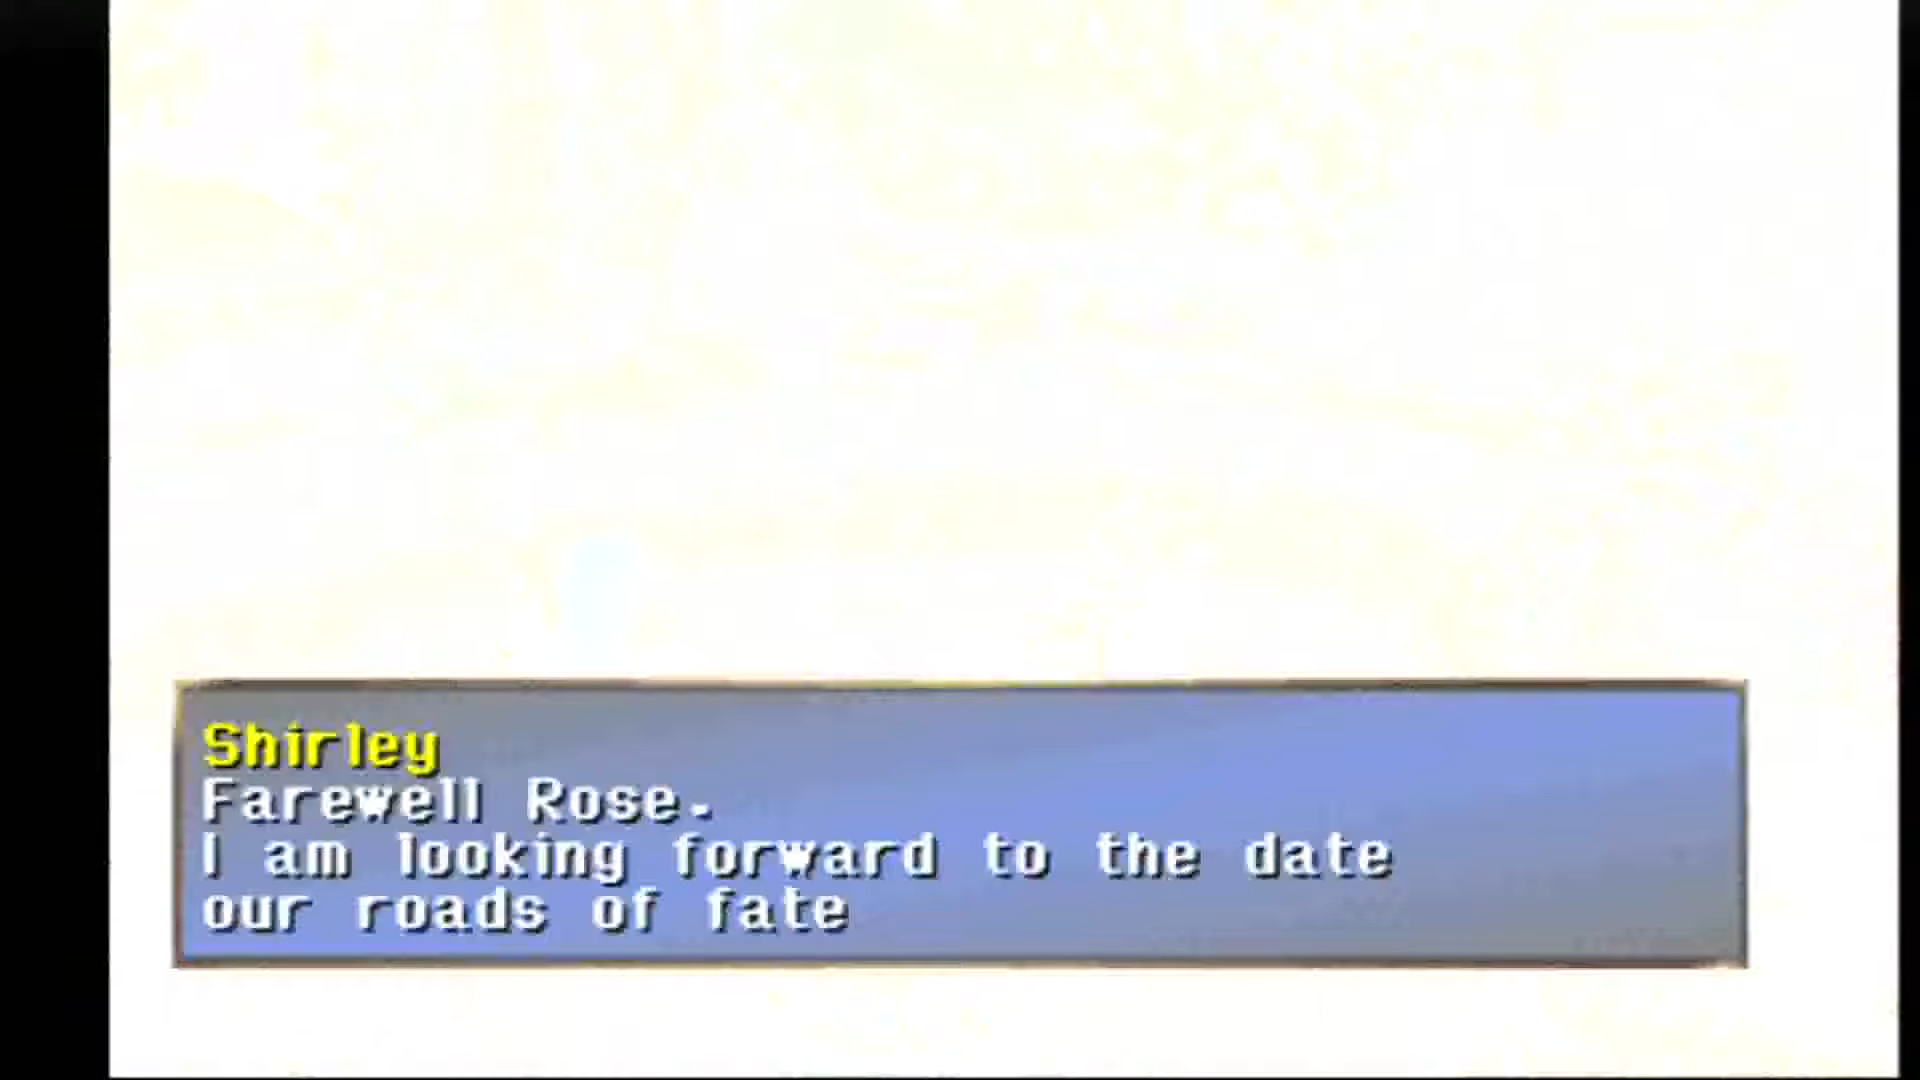 Shirley
Farewell Rose.
I am looking forward to the date
our roads of fate